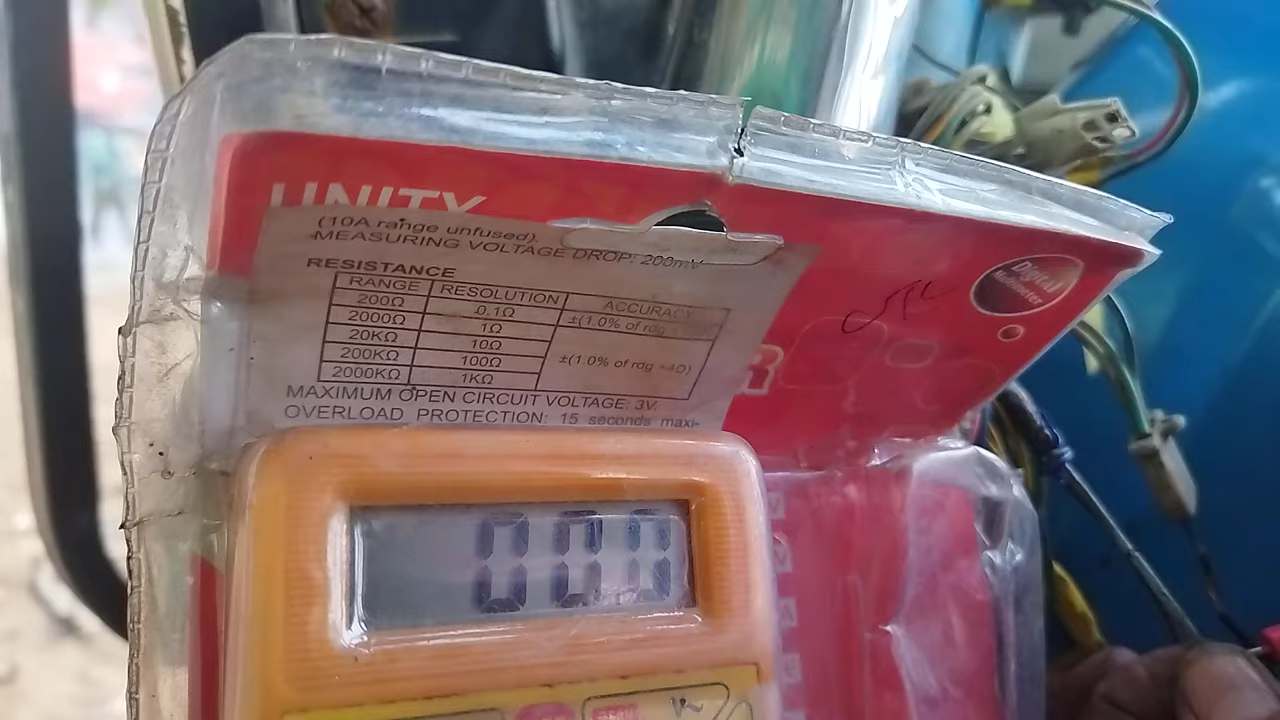 UNITY
(10A range unfused).
MEASURING VOLTAGE DROP: 200mV
RESISTANCE
RANGE RESOLUTION ACCURACY
200Ω 0.1Ω ±(1.0% of rdg
2000Ω 1Ω
20KΩ 10Ω ±(1.0% of rdg +4D)
200KΩ 100Ω
2000KΩ 1KΩ
MAXIMUM OPEN CIRCUIT VOLTAGE: 3V.
OVERLOAD PROTECTION: 15 seconds maxi-
Digital
Multimeter
R